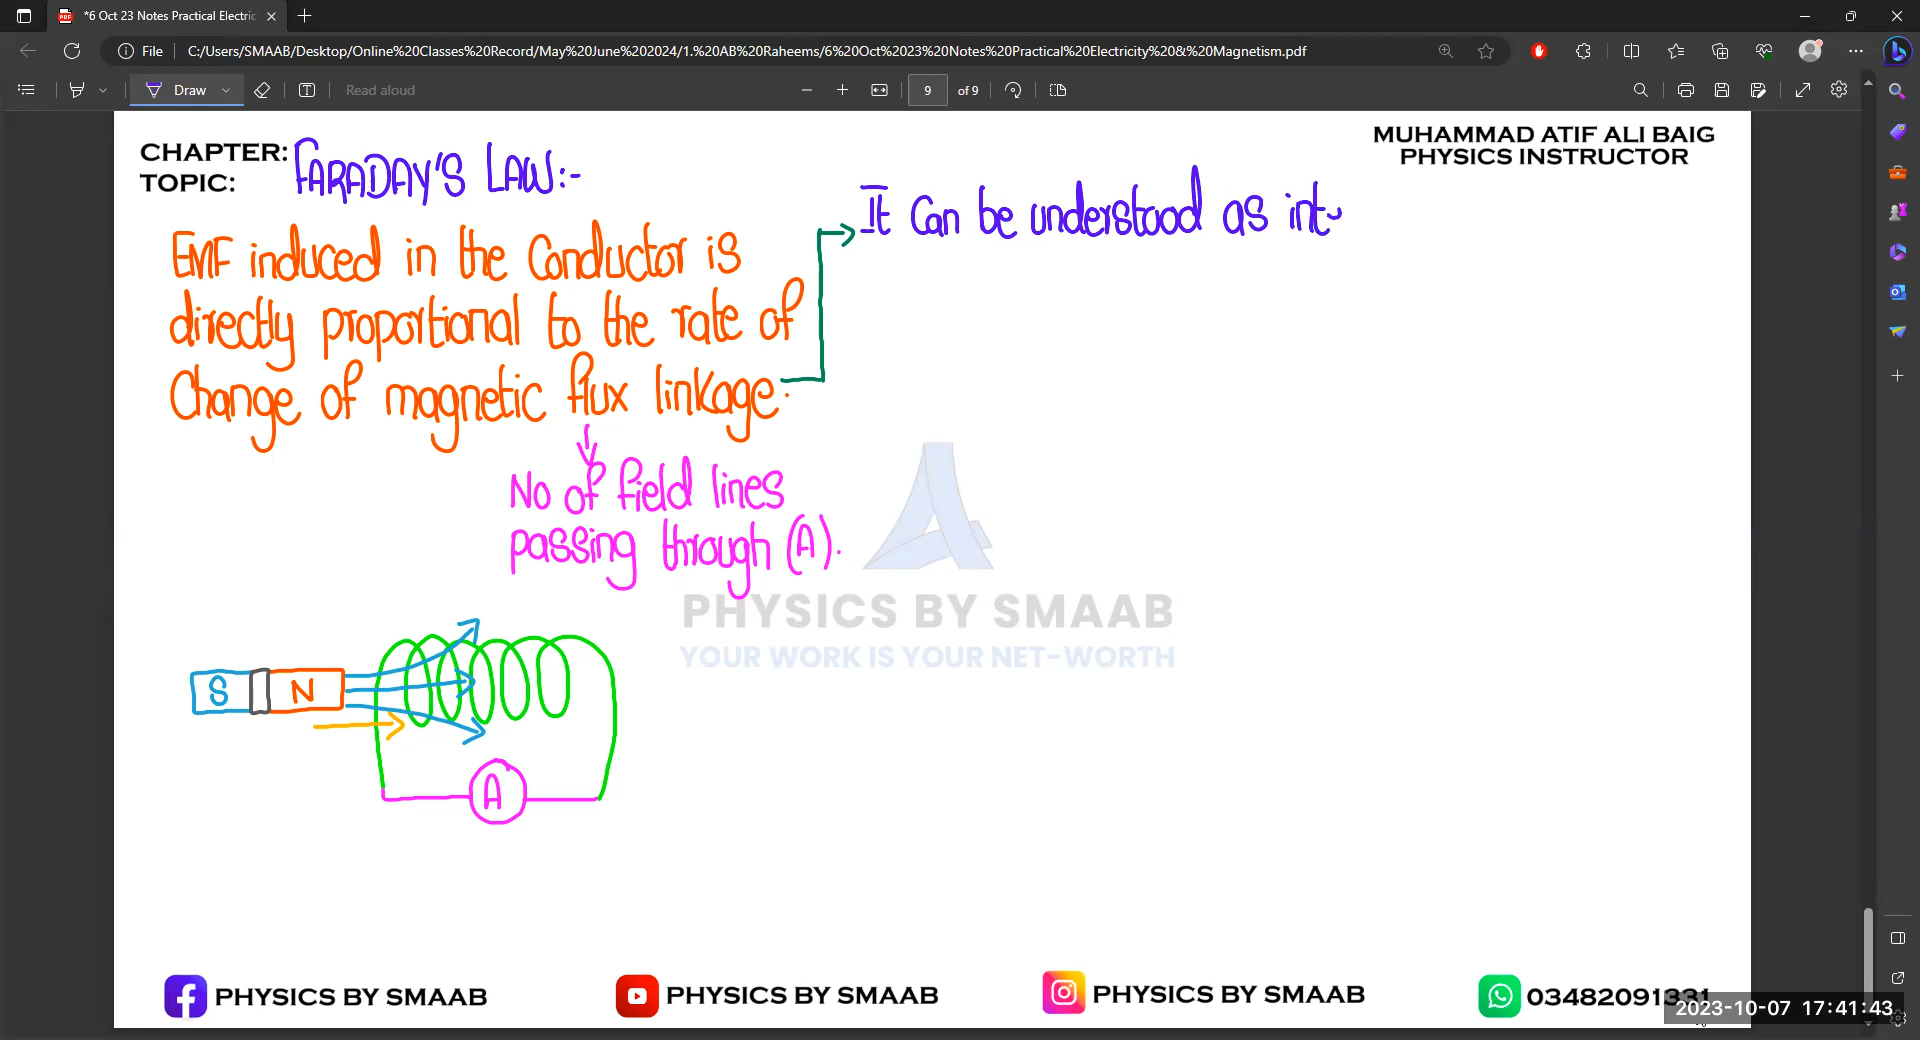 *6 Oct 23 Notes Practical Electric
File
C:/Users/SMAAB/Desktop/Online%20Classes%20Record/May%20June%202024/1.%20AB%20Raheems/6%20Oct%2023%20Notes%20Practical%20Electricity%20&%20Magnetism.pdf
Draw
Read aloud
9 of 9
CHAPTER:
TOPIC:
FARADAY'S LAW:-
MUHAMMAD ATIF ALI BAIG
PHYSICS INSTRUCTOR
It Can be understood as int
EMF induced in the Conductor is
directly proportional to the rate of
Change of magnetic flux linkage.
No of field lines
passing through (A).
PHYSICS BY SMAAB
YOUR WORK IS YOUR NET-WORTH
S N
A
PHYSICS BY SMAAB
PHYSICS BY SMAAB
PHYSICS BY SMAAB
03482091331
2023-10-07 17:41:43